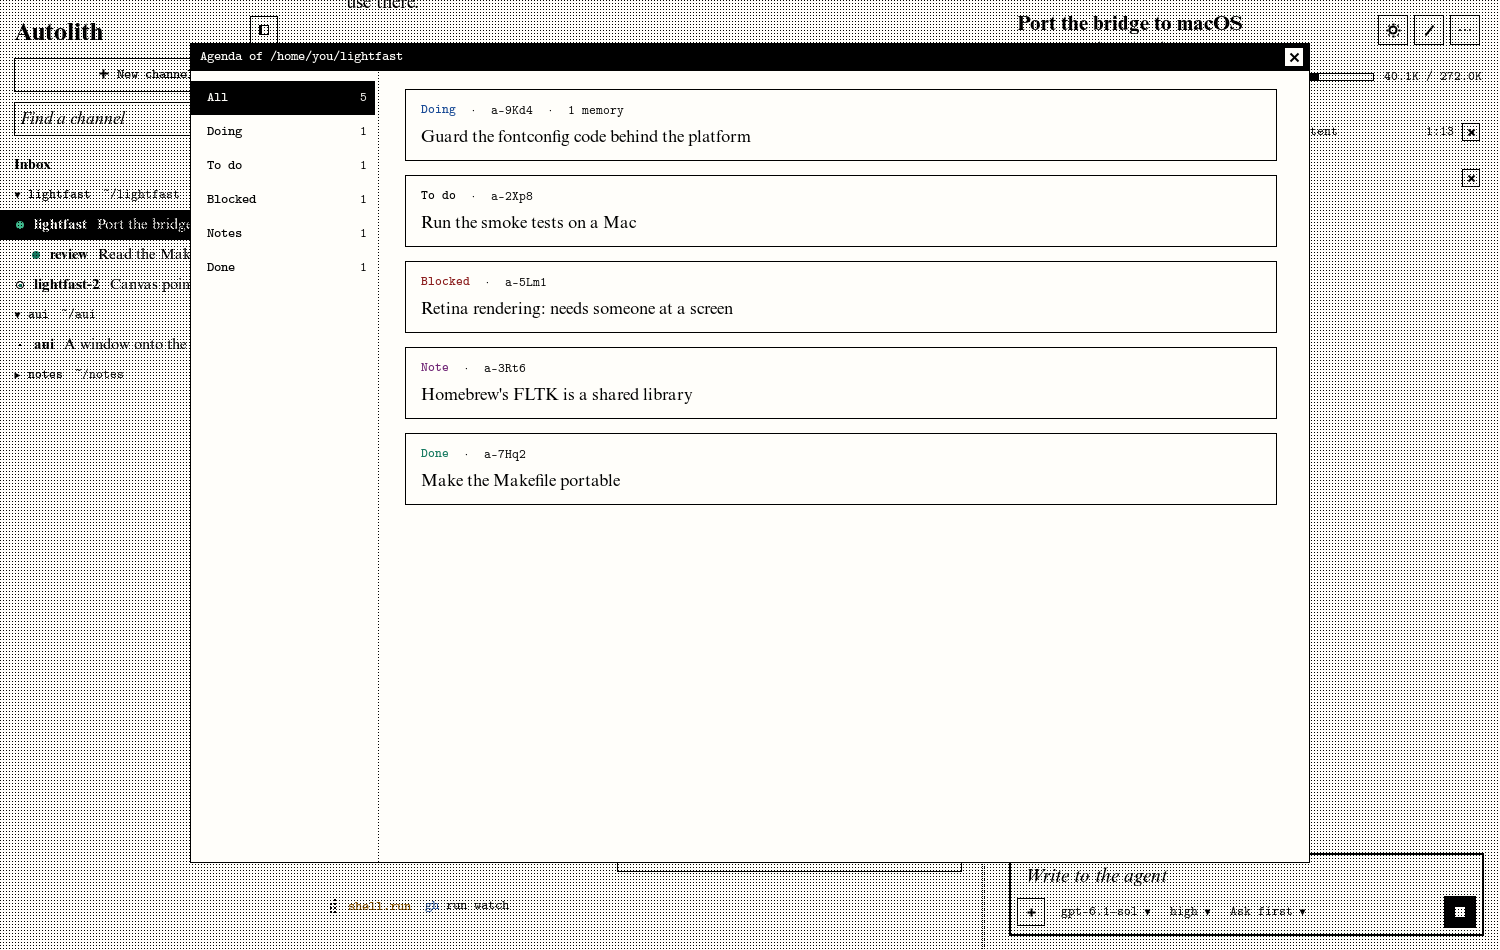 use there.
Autolith
Port the bridge to macOS
Agenda of /home/you/lightfast
+ New channe
40.1K / 272.0K
Find a channel
tent 1:13
Inbox
lightfast ~/lightfast
lightfast Port the bridge
review Read the Mak
lightfast-2 Canvas poin
aui ~/aui
aui A window onto the
notes ~/notes
All 5
Doing 1
To do 1
Blocked 1
Notes 1
Done 1
Doing · a-9Kd4 · 1 memory
Guard the fontconfig code behind the platform
To do · a-2Xp8
Run the smoke tests on a Mac
Blocked · a-5Lm1
Retina rendering: needs someone at a screen
Note · a-3Rt6
Homebrew's FLTK is a shared library
Done · a-7Hq2
Make the Makefile portable
shell.run gh run watch
Write to the agent
gpt-6.1-sol ▾ high ▾ Ask first ▾